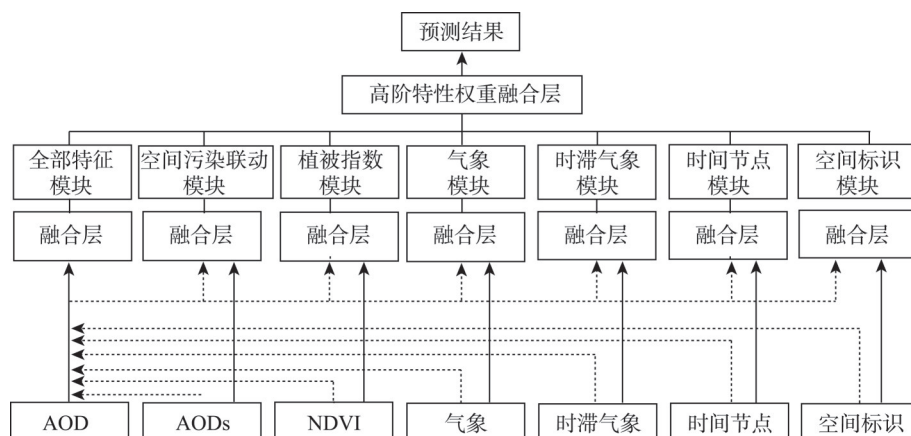 预测结果
高阶特性权重融合层
全部特征
模块
空间污染联动
模块
植被指数
模块
气象
模块
时滞气象
模块
时间节点
模块
空间标识
模块
融合层
融合层
融合层
融合层
融合层
融合层
融合层
AOD
AODs
NDVI
气象
时滞气象
时间节点
空间标识